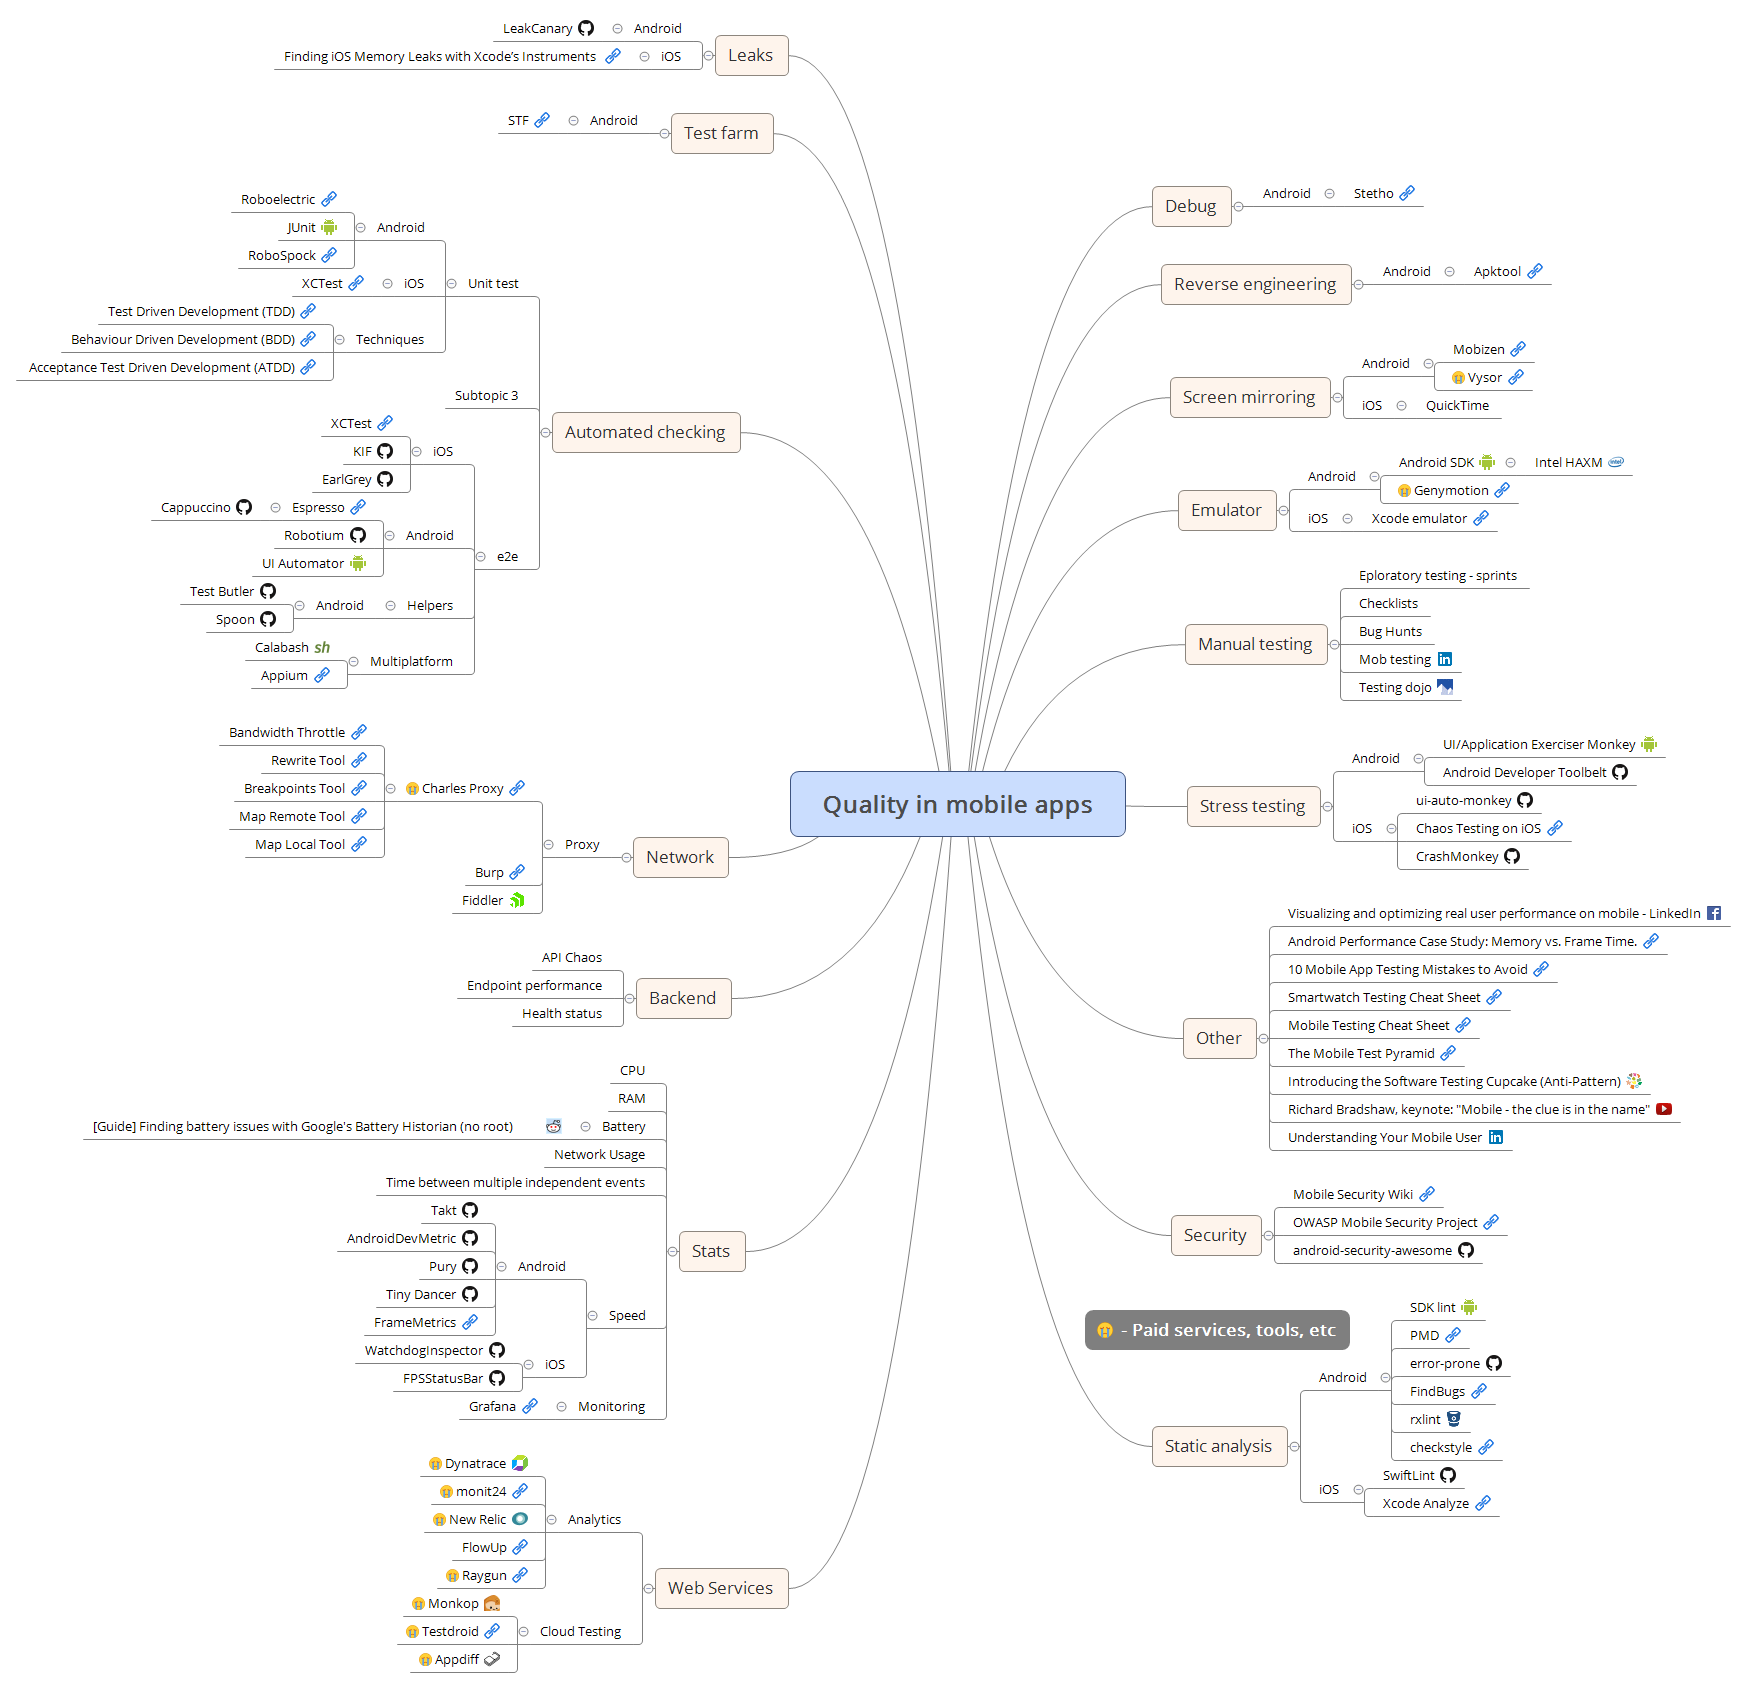 Quality in mobile apps
Leaks
Android
LeakCanary
iOS
Finding iOS Memory Leaks with Xcode’s Instruments
Test farm
Android
STF
Automated checking
Unit test
Android
Roboelectric
JUnit
RoboSpock
iOS
XCTest
Techniques
Test Driven Development (TDD)
Behaviour Driven Development (BDD)
Acceptance Test Driven Development (ATDD)
Subtopic 3
e2e
iOS
XCTest
KIF
EarlGrey
Android
Espresso
Cappuccino
Robotium
UI Automator
Helpers
Android
Test Butler
Spoon
Multiplatform
Calabash
sh
Appium
Network
Proxy
Charles Proxy
Bandwidth Throttle
Rewrite Tool
Breakpoints Tool
Map Remote Tool
Map Local Tool
Burp
Fiddler
Backend
API Chaos
Endpoint performance
Health status
Stats
CPU
RAM
Battery
[Guide] Finding battery issues with Google's Battery Historian (no root)
Network Usage
Time between multiple independent events
Speed
Android
Takt
AndroidDevMetric
Pury
Tiny Dancer
FrameMetrics
iOS
WatchdogInspector
FPSStatusBar
Monitoring
Grafana
Web Services
Analytics
Dynatrace
monit24
New Relic
FlowUp
Raygun
Cloud Testing
Monkop
Testdroid
Appdiff
Debug
Android
Stetho
Reverse engineering
Android
Apktool
Screen mirroring
Android
Mobizen
Vysor
iOS
QuickTime
Emulator
Android
Android SDK
Intel HAXM
intel
Genymotion
iOS
Xcode emulator
Manual testing
Eploratory testing - sprints
Checklists
Bug Hunts
Mob testing
in
Testing dojo
Stress testing
Android
UI/Application Exerciser Monkey
Android Developer Toolbelt
iOS
ui-auto-monkey
Chaos Testing on iOS
CrashMonkey
Other
Visualizing and optimizing real user performance on mobile - LinkedIn
f
Android Performance Case Study: Memory vs. Frame Time.
10 Mobile App Testing Mistakes to Avoid
Smartwatch Testing Cheat Sheet
Mobile Testing Cheat Sheet
The Mobile Test Pyramid
Introducing the Software Testing Cupcake (Anti-Pattern)
Richard Bradshaw, keynote: "Mobile - the clue is in the name"
Understanding Your Mobile User
in
Security
Mobile Security Wiki
OWASP Mobile Security Project
android-security-awesome
- Paid services, tools, etc
Static analysis
Android
SDK lint
PMD
error-prone
FindBugs
rxlint
checkstyle
iOS
SwiftLint
Xcode Analyze